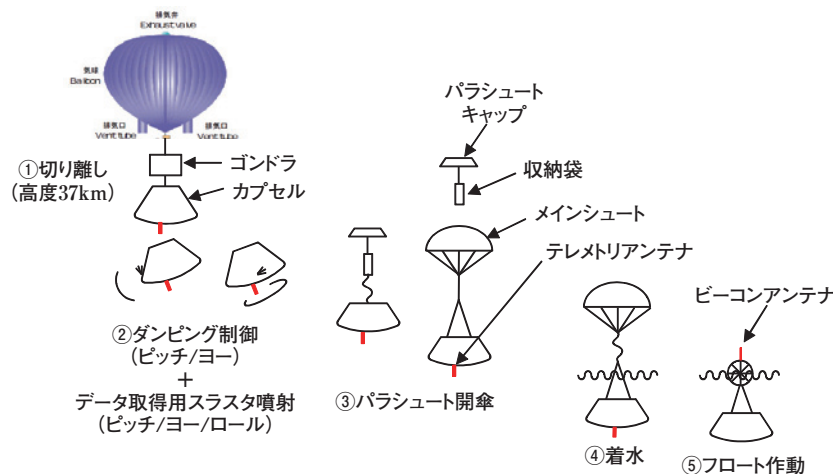 排気弁
Exhaust valve
気球
Balloon
排気口
Vent tube
排気口
Vent tube
①切り離し
(高度37km)
ゴンドラ
カプセル
②ダンピング制御
(ピッチ/ヨー)
+
データ取得用スラスタ噴射
(ピッチ/ヨー/ロール)
パラシュート
キャップ
収納袋
メインシュート
テレメトリアンテナ
③パラシュート開傘
ビーコンアンテナ
④着水
⑤フロート作動